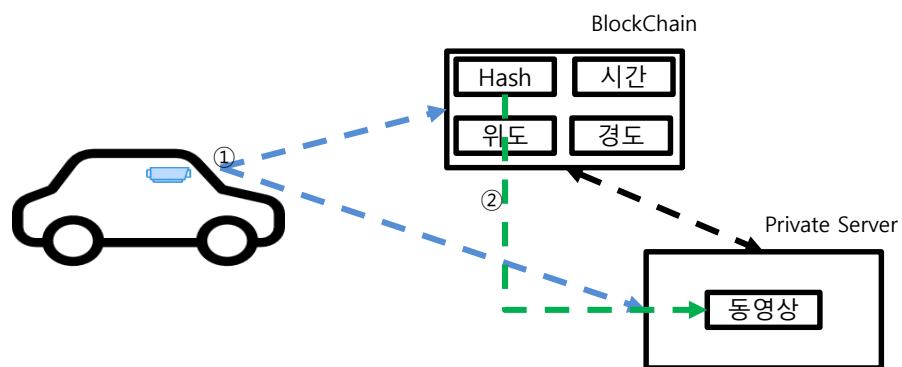 BlockChain
Hash
시간
위도
경도
①
②
Private Server
동영상